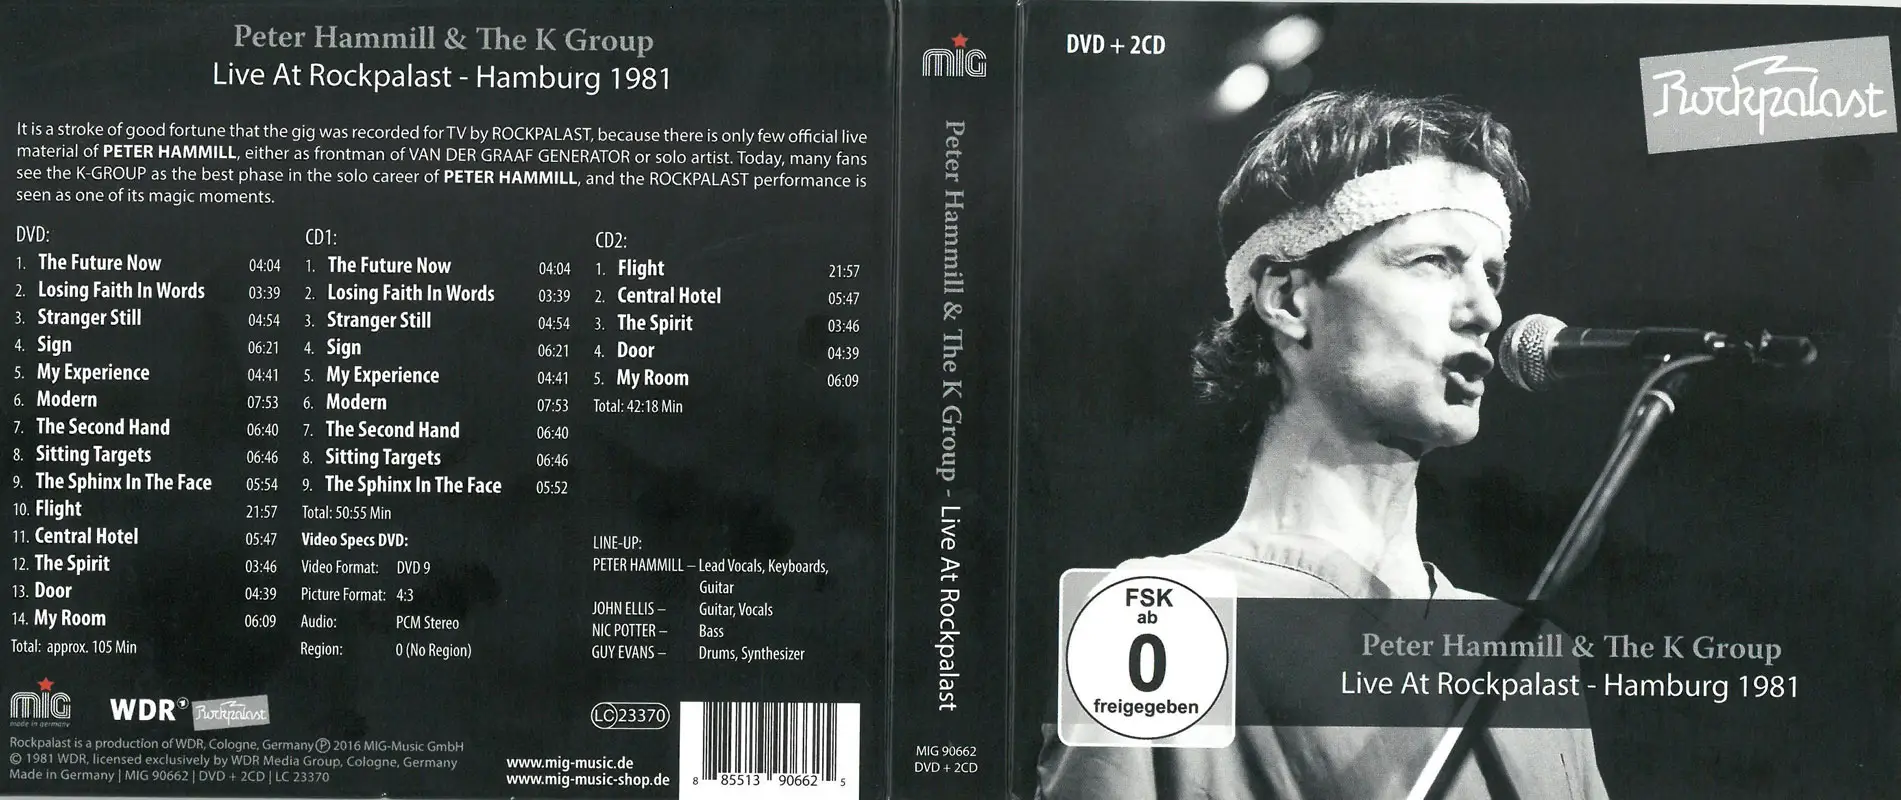 Peter Hammill & The K Group
Live At Rockpalast - Hamburg 1981
It is a stroke of good fortune that the gig was recorded for TV by ROCKPALAST, because there is only few official live
material of PETER HAMMILL, either as frontman of VAN DER GRAAF GENERATOR or solo artist. Today, many fans
see the K-GROUP as the best phase in the solo career of PETER HAMMILL, and the ROCKPALAST performance is
seen as one of its magic moments.
DVD:
1. The Future Now 04:04
2. Losing Faith In Words 03:39
3. Stranger Still 04:54
4. Sign 06:21
5. My Experience 04:41
6. Modern 07:53
7. The Second Hand 06:40
8. Sitting Targets 06:46
9. The Sphinx In The Face 05:54
10. Flight 21:57
11. Central Hotel 05:47
12. The Spirit 03:46
13. Door 04:39
14. My Room 06:09
Total: approx. 105 Min
CD1:
1. The Future Now 04:04
2. Losing Faith In Words 03:39
3. Stranger Still 04:54
4. Sign 06:21
5. My Experience 04:41
6. Modern 07:53
7. The Second Hand 06:40
8. Sitting Targets 06:46
9. The Sphinx In The Face 05:52
Total: 50:55 Min
Video Specs DVD:
Video Format: DVD 9
Picture Format: 4:3
Audio: PCM Stereo
Region: 0 (No Region)
CD2:
1. Flight 21:57
2. Central Hotel 05:47
3. The Spirit 03:46
4. Door 04:39
5. My Room 06:09
Total: 42:18 Min
LINE-UP:
PETER HAMMILL – Lead Vocals, Keyboards,
Guitar
JOHN ELLIS – Guitar, Vocals
NIC POTTER – Bass
GUY EVANS – Drums, Synthesizer
mig
made in germany
WDR
Rockpalast
LC 23370
Rockpalast is a production of WDR, Cologne, Germany Ⓟ 2016 MIG-Music GmbH
© 1981 WDR, licensed exclusively by WDR Media Group, Cologne, Germany
Made in Germany | MIG 90662 | DVD + 2CD | LC 23370
www.mig-music.de
www.mig-music-shop.de
8 85513 90662 5
mig
Peter Hammill & The K Group - Live At Rockpalast
MIG 90662
DVD + 2CD
DVD + 2CD
Rockpalast
FSK
ab
0
freigegeben
Peter Hammill & The K Group
Live At Rockpalast - Hamburg 1981